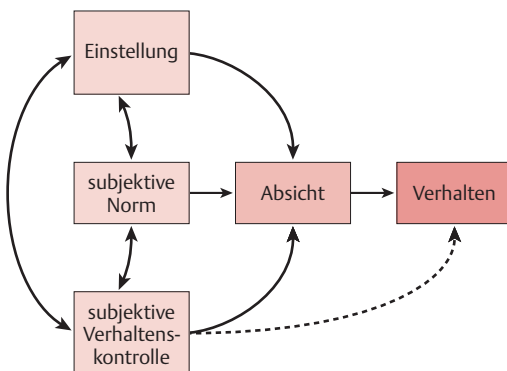 Einstellung
subjektive
Norm
Absicht
Verhalten
subjektive
Verhaltens-
kontrolle